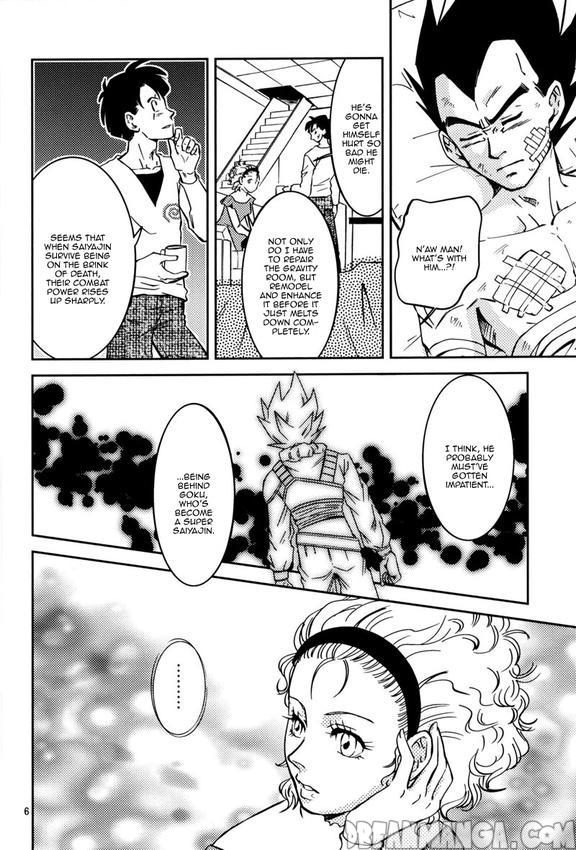 N'AW MAN!
WHAT'S WITH
HIM...?!
HE'S
GONNA
GET
HIMSELF
HURT SO
BAD HE
MIGHT
DIE.
NOT ONLY
DO I HAVE
TO REPAIR
THE GRAVITY
ROOM, BUT
REMODEL
AND ENHANCE
IT BEFORE IT
JUST MELTS
DOWN COM-
PLETELY.
SEEMS THAT
WHEN SAIYAJIN
SURVIVE BEING
ON THE BRINK
OF DEATH,
THEIR COMBAT
POWER RISES
UP SHARPLY.
I THINK, HE
PROBABLY
MUST'VE
GOTTEN
IMPATIENT...
...BEING
BEHIND
GOKU,
WHO'S
BECOME
A SUPER
SAIYAJIN.
........
6
DREAMMANGA.COM